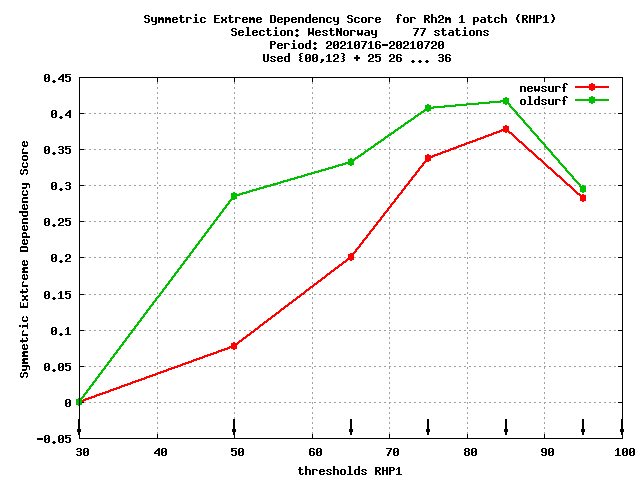 Symmetric Extreme Dependency Score  for Rh2m 1 patch (RHP1)
Selection: WestNorway     77 stations
Period: 20210716-20210720
Used {00,12} + 25 26 ... 36
newsurf
oldsurf
0.45
0.4
0.35
0.3
0.25
0.2
0.15
0.1
0.05
0
-0.05
Symmetric Extreme Dependency Score
30 40 50 60 70 80 90 100
thresholds RHP1